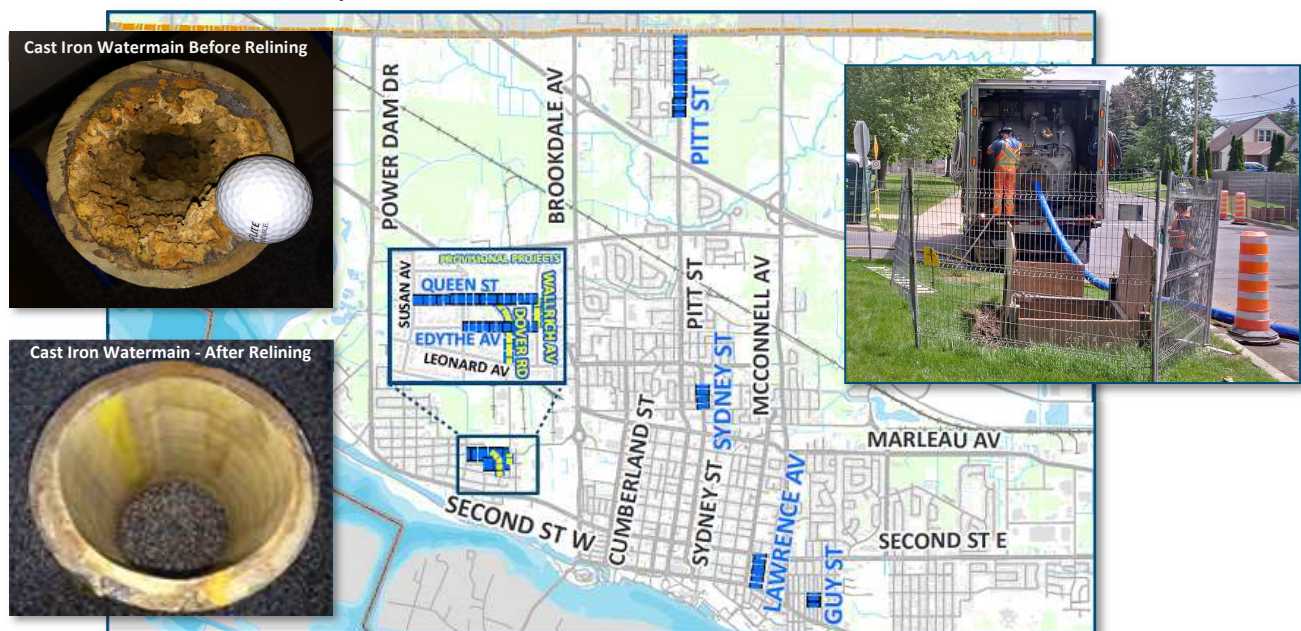 Cast Iron Watermain Before Relining
Cast Iron Watermain - After Relining
POWER DAM DR
BROOKDALE AV
PITT ST
PROVISIONAL PROJECTS
SUSAN AV
QUEEN ST
WALLRICH AV
DOVER RD
EDYTHE AV
LEONARD AV
PITT ST
SYDNEY ST
MCCONNELL AV
CUMBERLAND ST
SYDNEY ST
MARLEAU AV
LAWRENCE AV
SECOND ST W
SECOND ST E
GUY ST